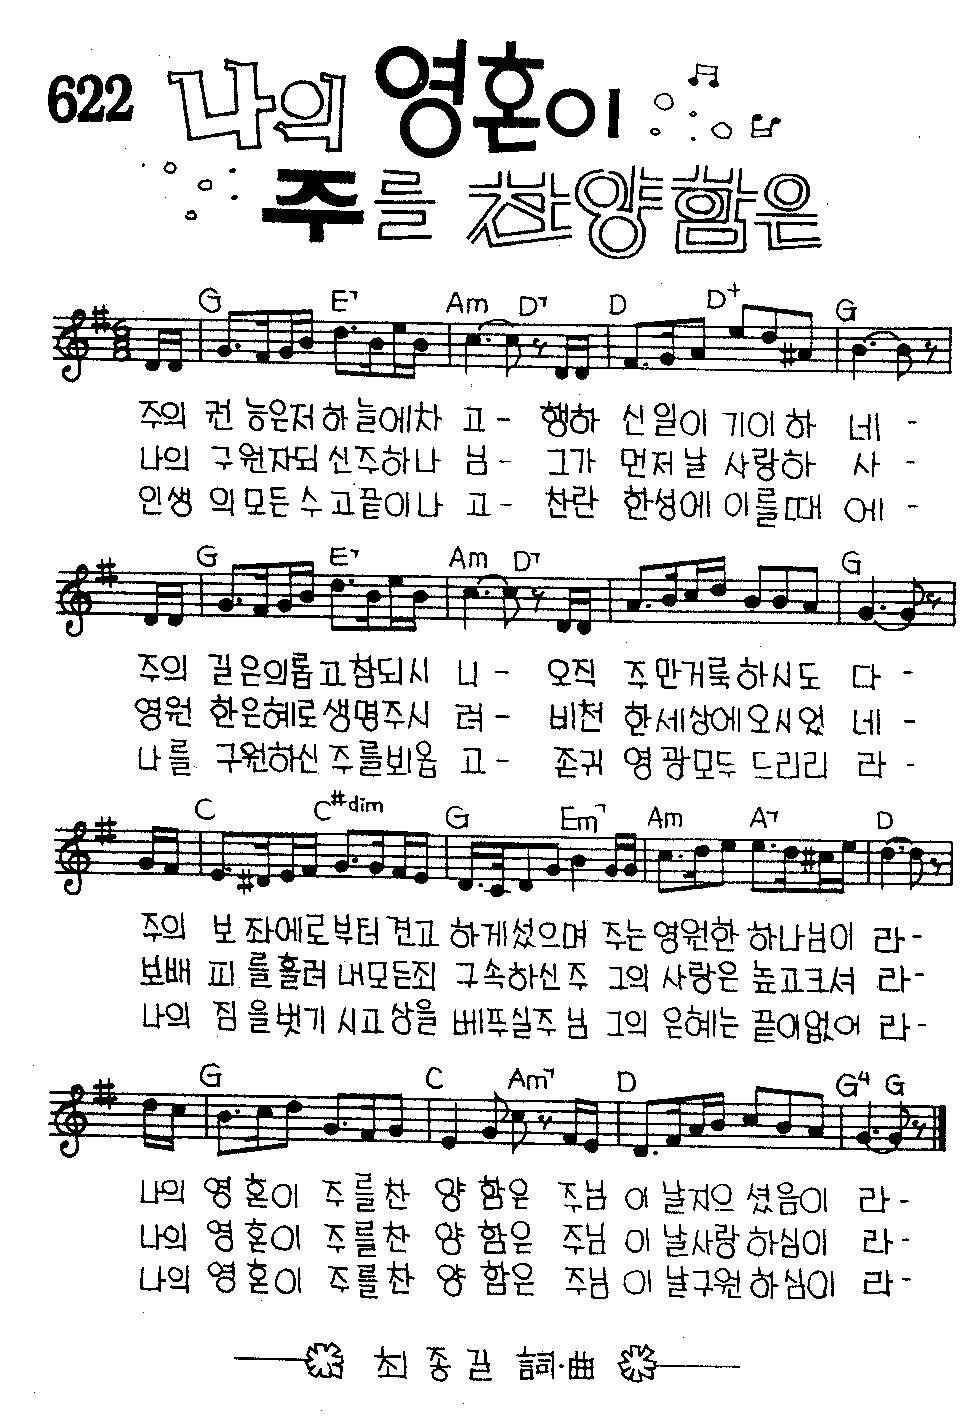 622 나의 영혼이
주를 찬양함은
G E7 Am D7 D D+ G
6 8
주의 권 능은저 하 늘에차 고- 행하 신일이 기이 하 네-
나의 구원자되 신주하나 님- 그가 먼저날 사랑하 사-
인생 의모든수고끝이나 고- 찬란 한성에 이를때 에-
G E7 Am D7 G
주의 길은의롭고참되시 니- 오직 주만거룩하시도 다-
영원 한은혜로생명주시 려- 비천 한세상에오시었 네-
나를 구원하신 주를뵈옵 고- 존귀 영광모두 드리리 라-
C C#dim G Em7 Am A7 D
주의 보 좌에로부터 견고 하게섰으며 주는영원한 하나님이 라-
보배 피 를흘려 내모든죄 구속하신주 그의 사랑은 높고크셔 라-
나의 짐 을벗기 시고상을 베푸실주님 그의 은혜는 끝이없어 라-
G C Am7 D G4 G
나의 영혼이 주를찬 양 함은 주님 이날지으 셨음이 라-
나의 영혼이 주를찬 양 함은 주님 이날사랑 하심이 라-
나의 영혼이 주를찬 양 함은 주님 이날구원 하심이 라-
최종길 詞·曲